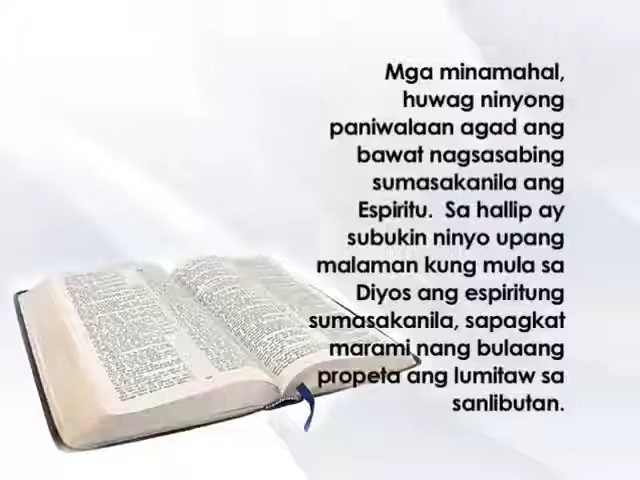 Mga minamahal,
huwag ninyong
paniwalaan agad ang
bawat nagsasabing
sumasakanila ang
Espiritu.  Sa hallip ay
subukin ninyo upang
malaman kung mula sa
Diyos ang espiritung
sumasakanila, sapagkat
marami nang bulaang
propeta ang lumitaw sa
sanlibutan.